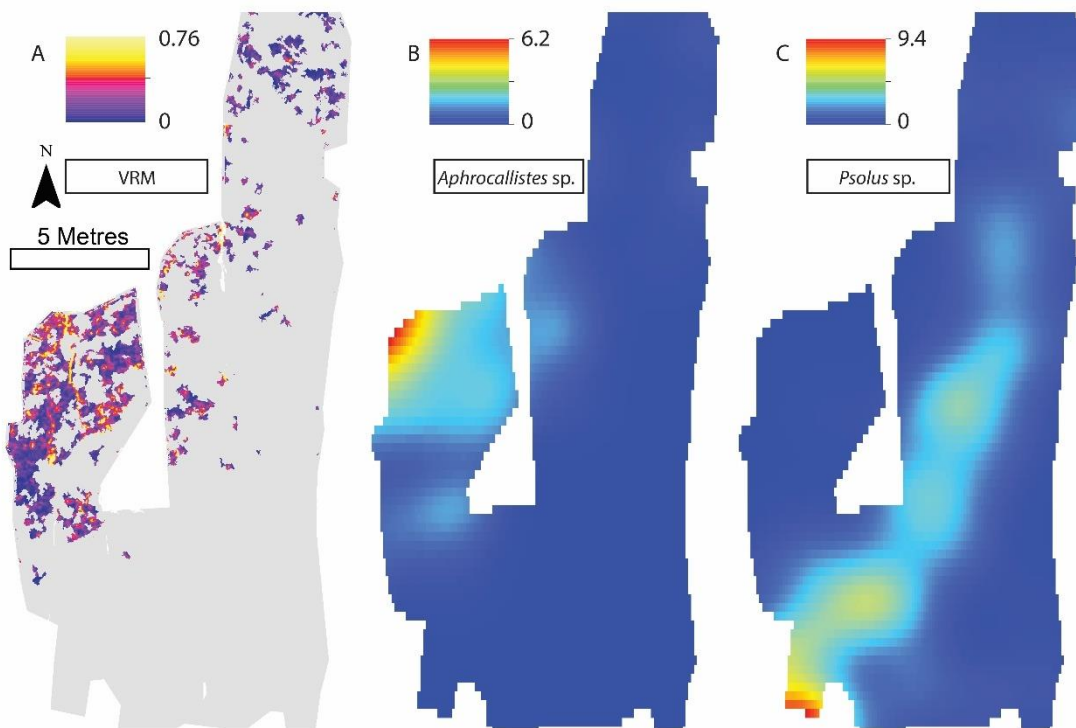 A
0.76
0
N
VRM
5 Metres
B
6.2
0
Aphrocallistes sp.
C
9.4
0
Psolus sp.